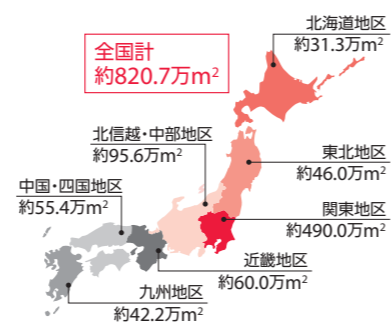 全国計
約820.7万m²
北海道地区
約31.3万m²
北信越・中部地区
約95.6万m²
東北地区
約46.0万m²
中国・四国地区
約55.4万m²
関東地区
約490.0万m²
近畿地区
約60.0万m²
九州地区
約42.2万m²